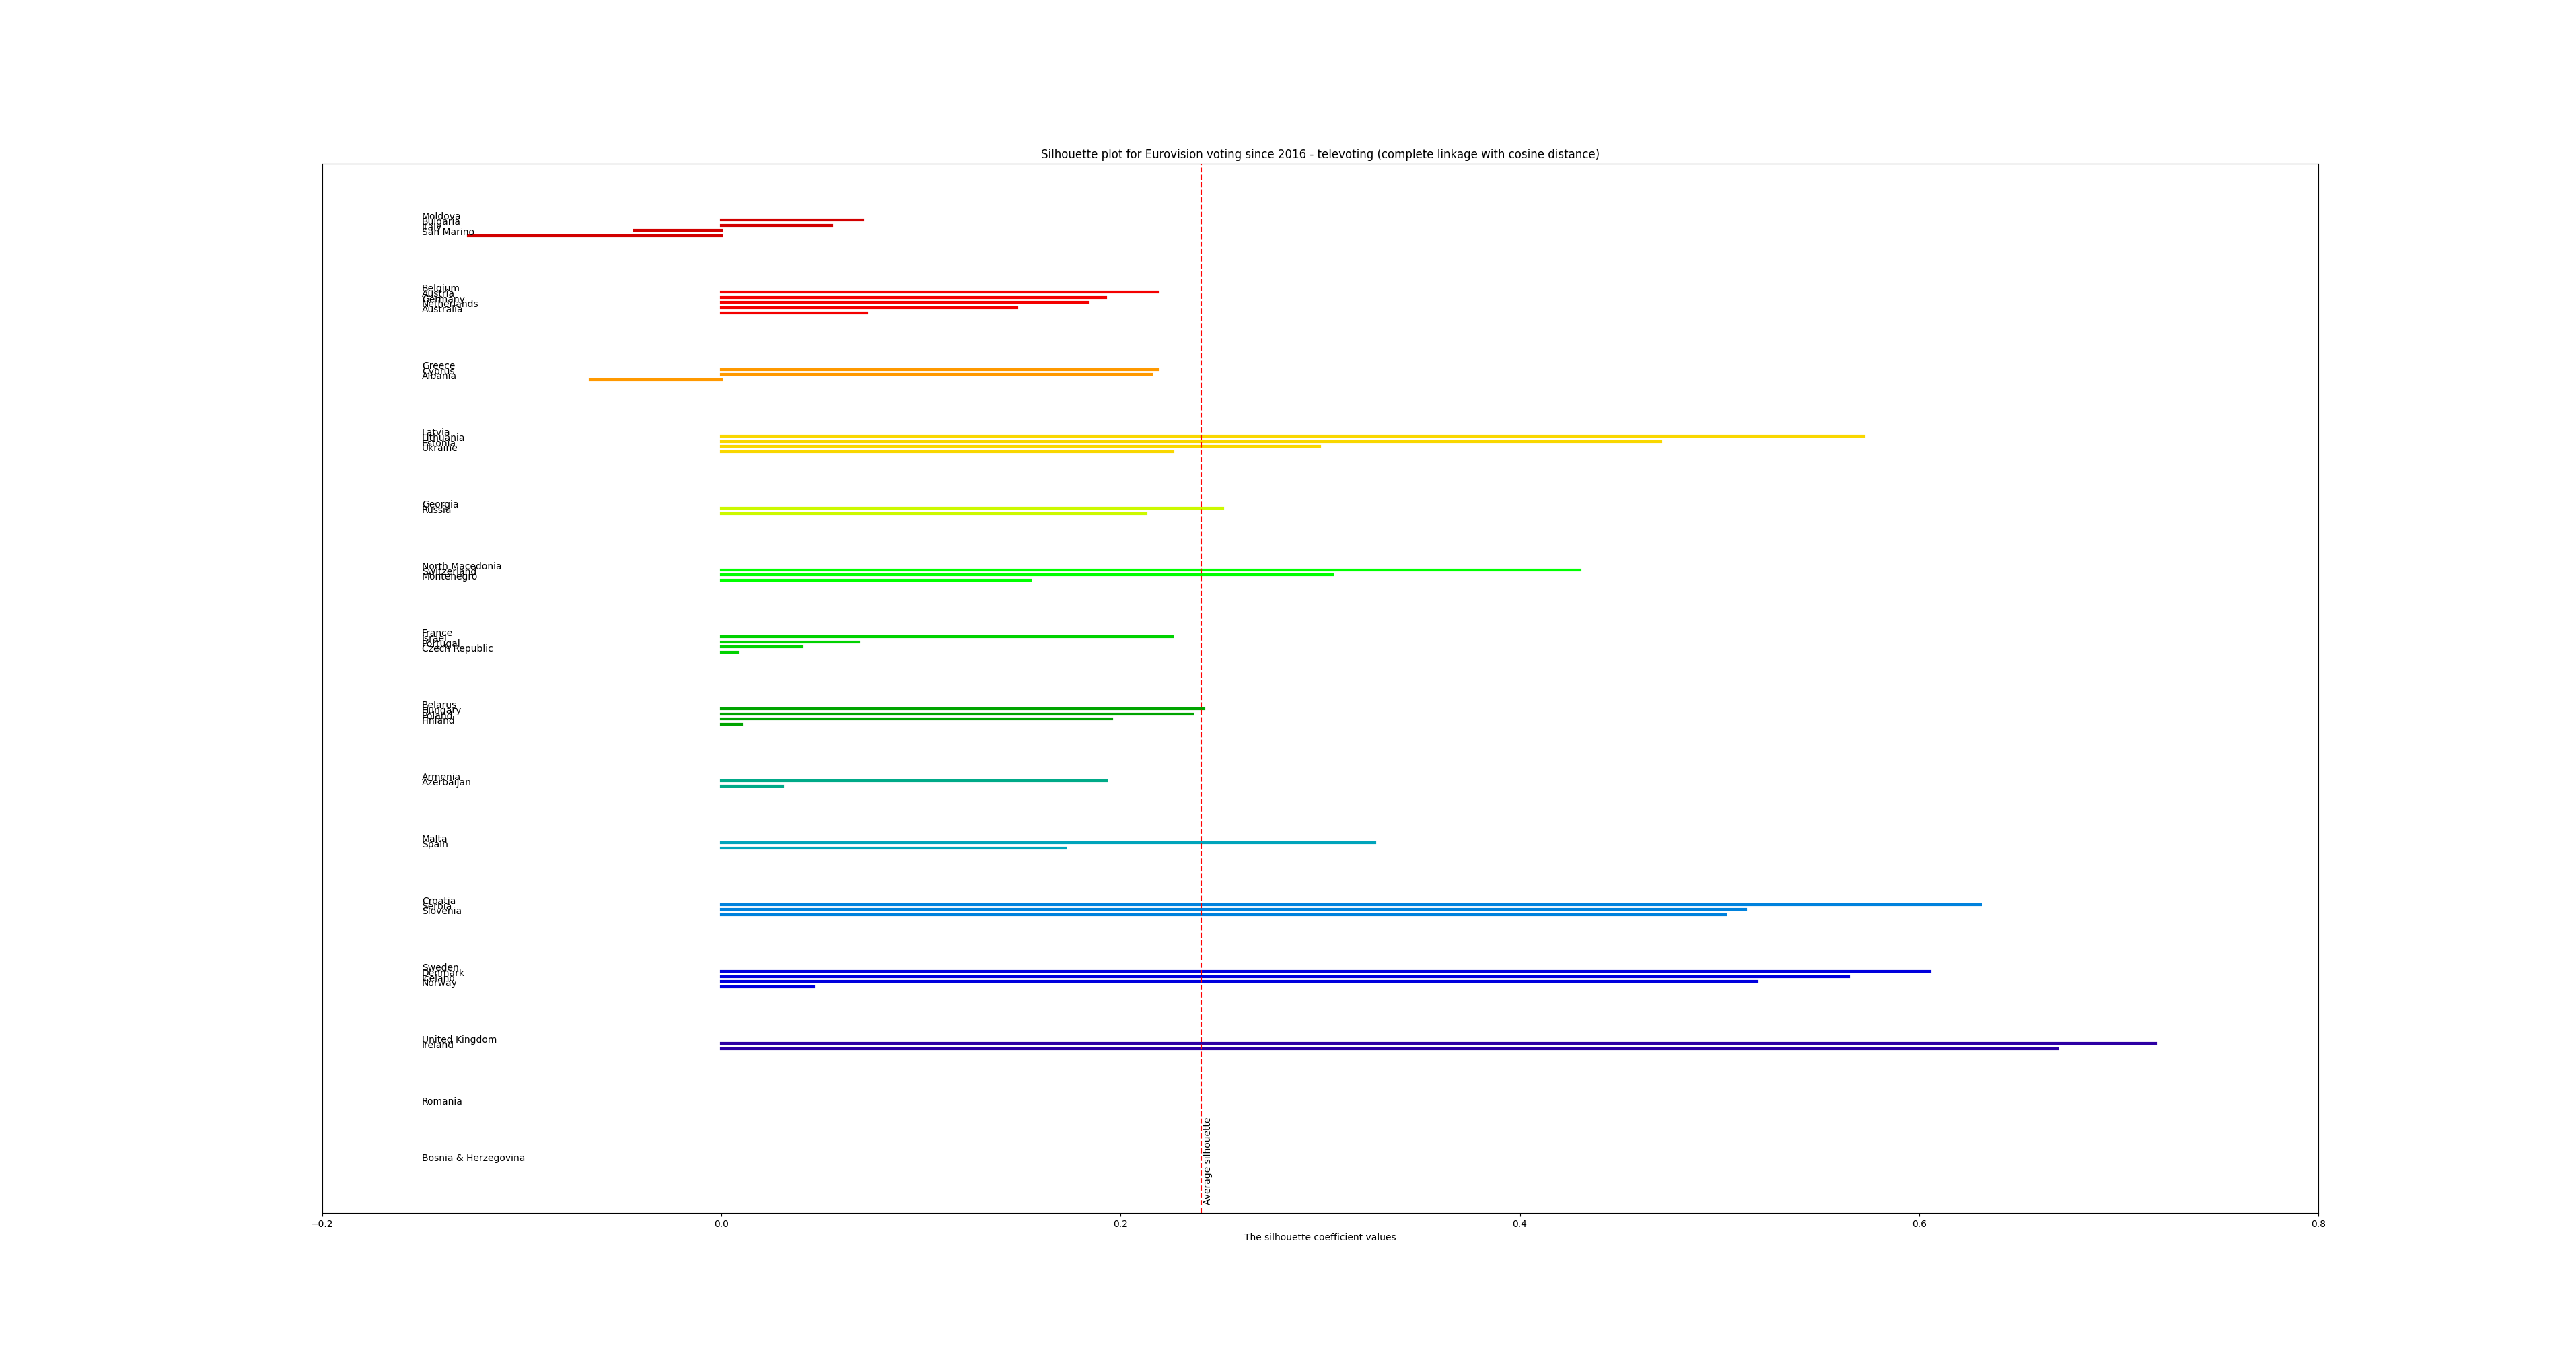 Silhouette plot for Eurovision voting since 2016 - televoting (complete linkage with cosine distance)
Moldova
Bulgaria
Italy
San Marino
Belgium
Austria
Germany
Netherlands
Australia
Greece
Cyprus
Albania
Latvia
Lithuania
Estonia
Ukraine
Georgia
Russia
North Macedonia
Switzerland
Montenegro
France
Israel
Portugal
Czech Republic
Belarus
Hungary
Poland
Finland
Armenia
Azerbaijan
Malta
Spain
Croatia
Serbia
Slovenia
Sweden
Denmark
Iceland
Norway
United Kingdom
Ireland
Romania
Bosnia & Herzegovina
Average silhouette
−0.2 0.0 0.2 0.4 0.6 0.8
The silhouette coefficient values